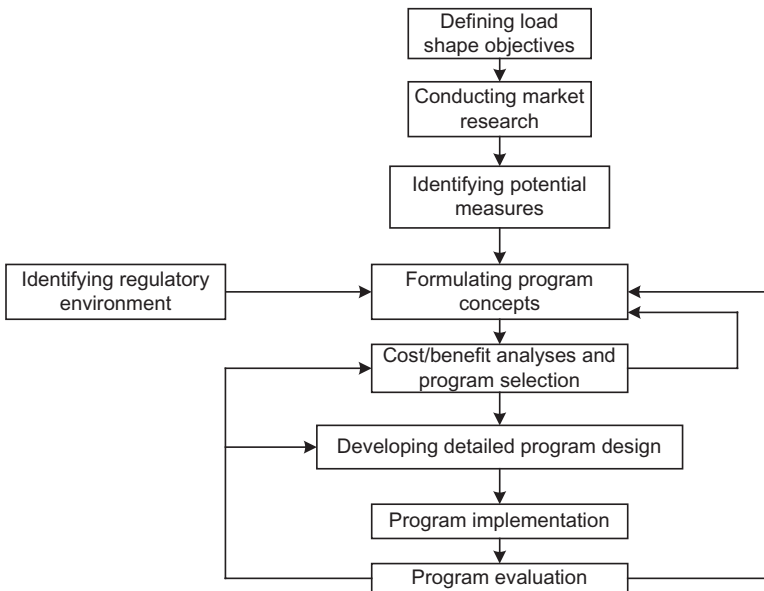 Defining load
shape objectives
Conducting market
research
Identifying potential
measures
Identifying regulatory
environment
Formulating program
concepts
Cost/benefit analyses and
program selection
Developing detailed program design
Program implementation
Program evaluation